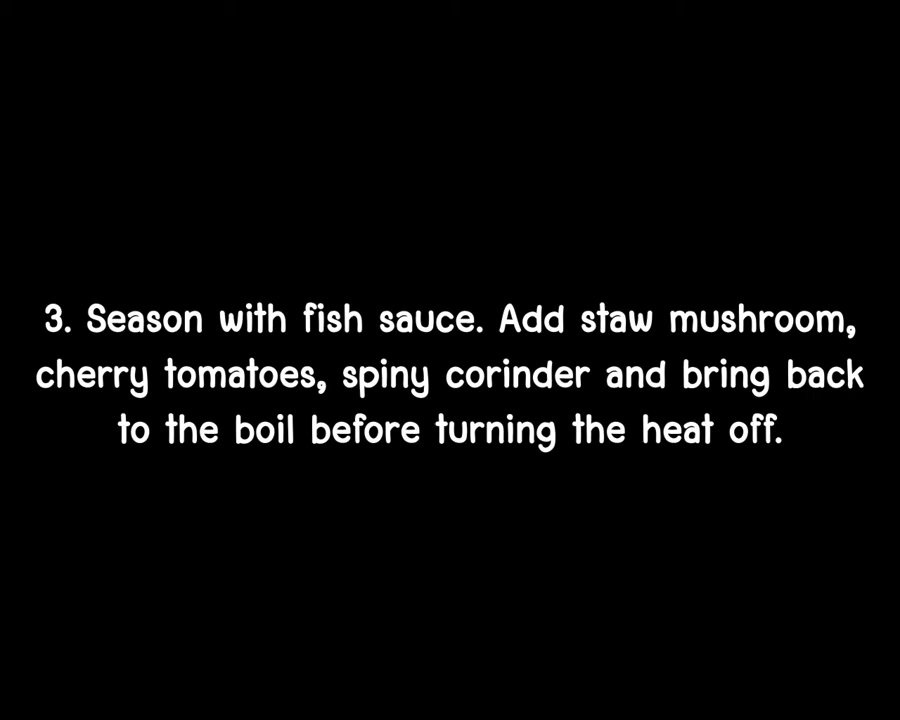 3. Season with fish sauce. Add staw mushroom,
cherry tomatoes, spiny corinder and bring back
to the boil before turning the heat off.